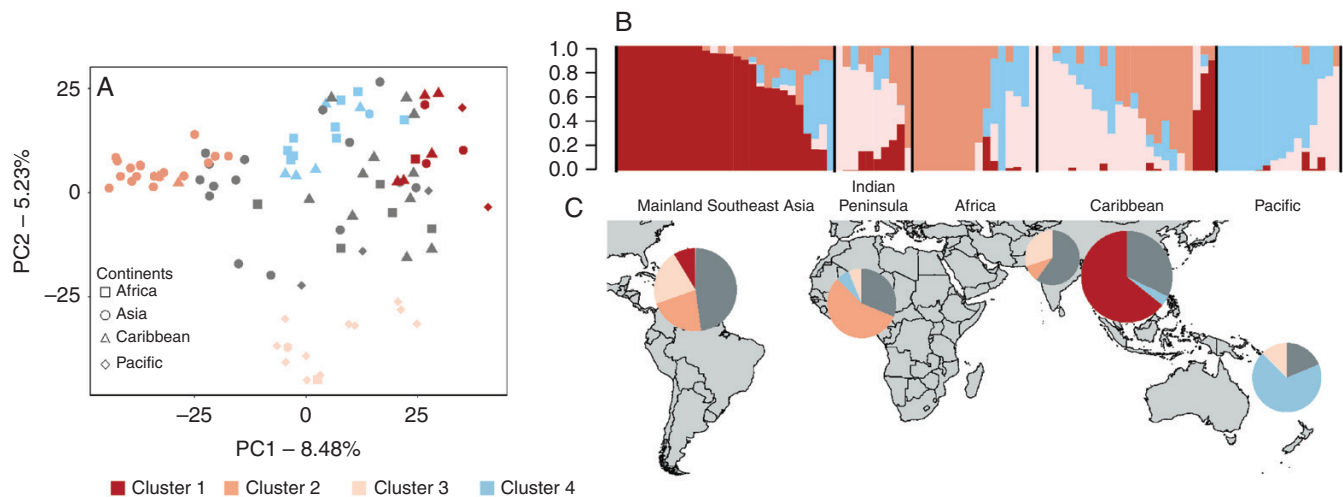 A
25
0
−25
PC2 – 5.23%
Continents
Africa
Asia
Caribbean
Pacific
−25
0
25
PC1 – 8.48%
B
1.0
0.8
0.6
0.4
0.2
0.0
Mainland Southeast Asia
Indian
Peninsula
Africa
Caribbean
Pacific
C
Cluster 1
Cluster 2
Cluster 3
Cluster 4